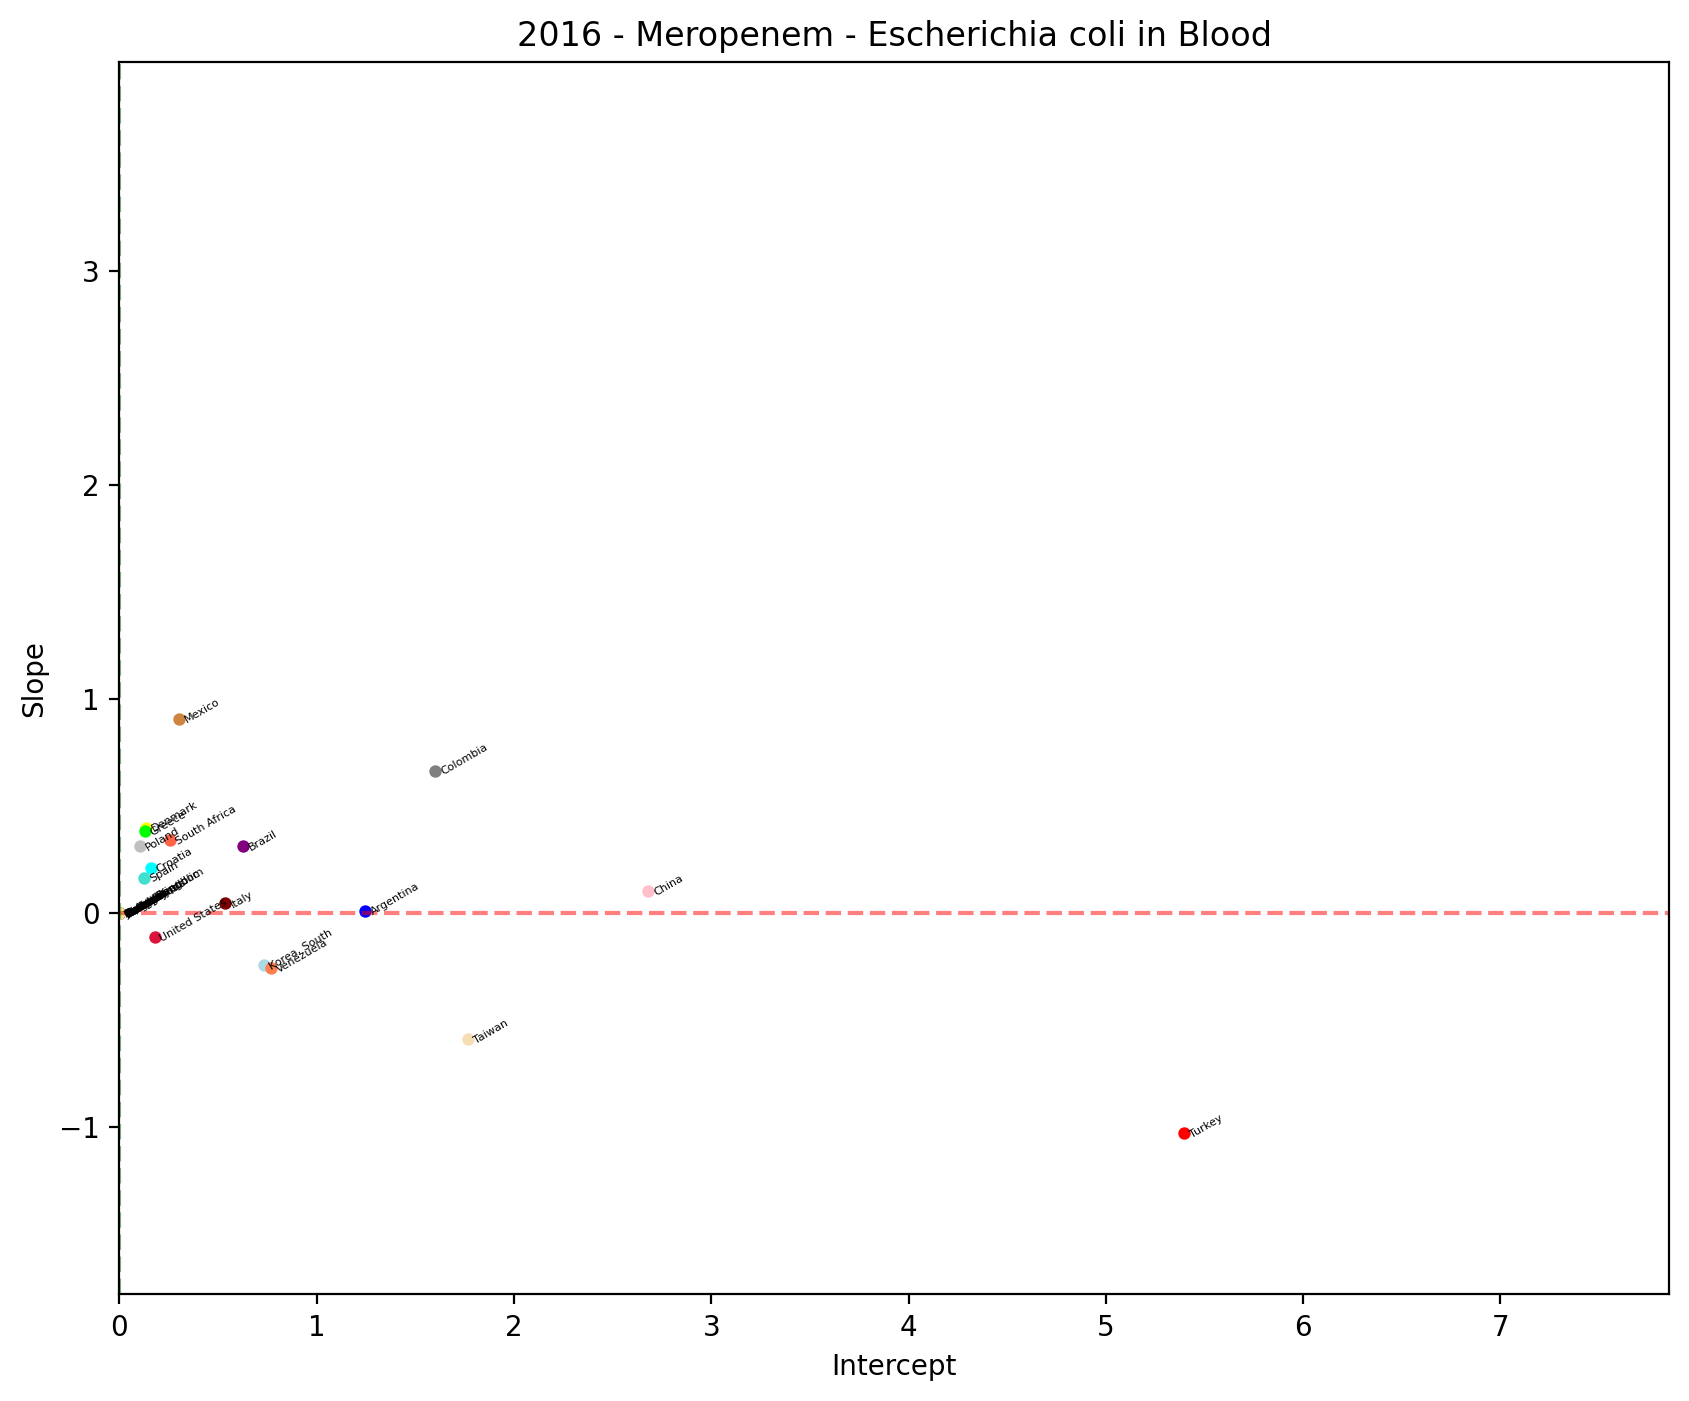 2016 - Meropenem - Escherichia coli in Blood
Slope
3
2
1
0
−1
Mexico
Colombia
Denmark
Greece
South Africa
Poland
Brazil
Croatia
Spain
China
Italy
Argentina
United States
Korea, South
Venezuela
Taiwan
Turkey
0
1
2
3
4
5
6
7
Intercept